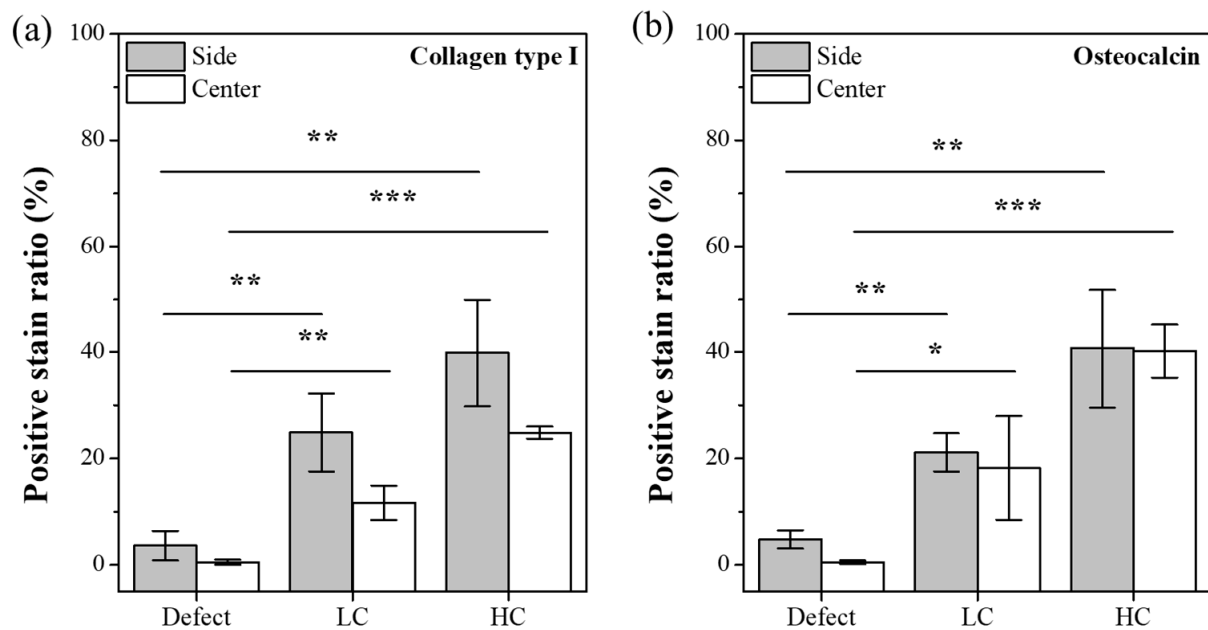 (a)
Side
Center
Collagen type I
Positive stain ratio (%)
100
80
60
40
20
0
**
***
**
**
Defect LC HC
(b)
Side
Center
Osteocalcin
Positive stain ratio (%)
100
80
60
40
20
0
**
***
**
*
Defect LC HC